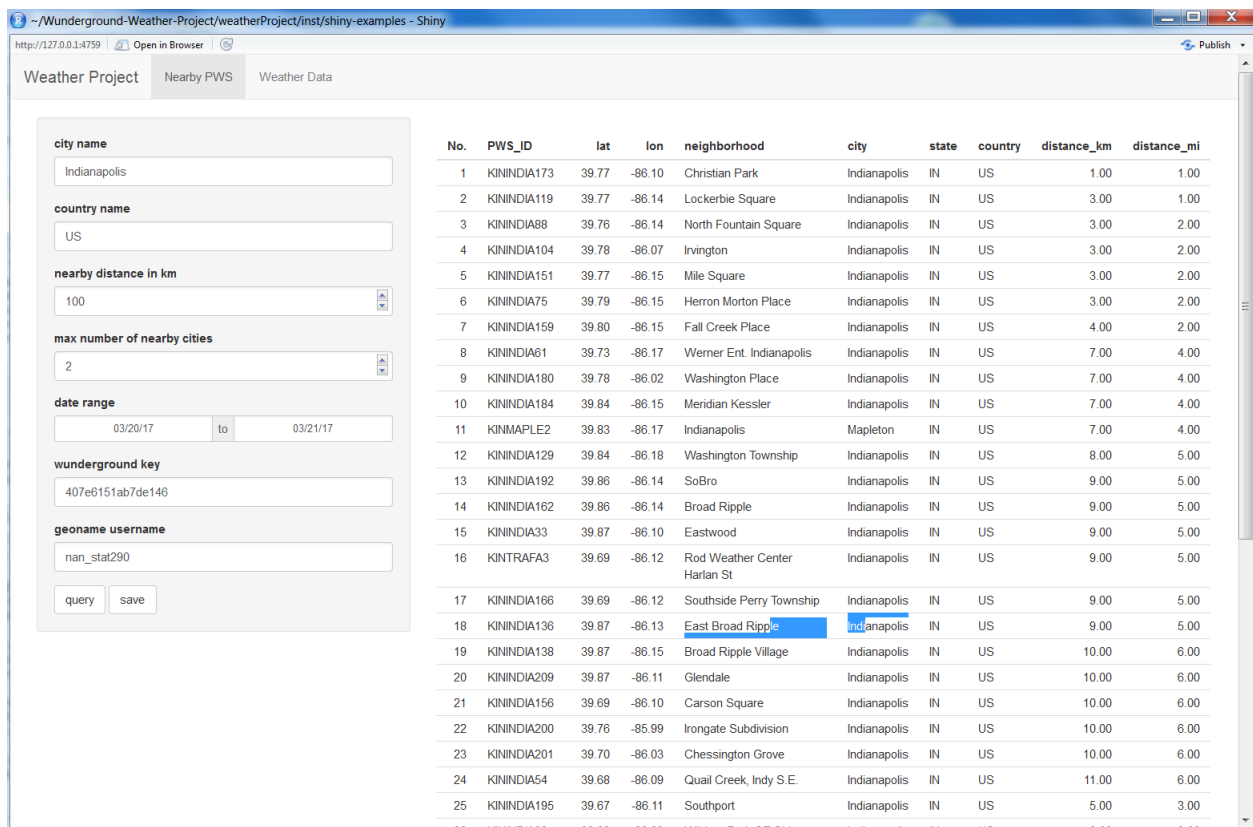 ~/Wunderground-Weather-Project/weatherProject/inst/shiny-examples - Shiny
http://127.0.0.1:4759 Open in Browser Publish
Weather Project Nearby PWS Weather Data
city name
Indianapolis
country name
US
nearby distance in km
100
max number of nearby cities
2
date range
03/20/17 to 03/21/17
wunderground key
407e6151ab7de146
geoname username
nan_stat290
query save
No. PWS_ID lat lon neighborhood city state country distance_km distance_mi
1 KININDIA173 39.77 -86.10 Christian Park Indianapolis IN US 1.00 1.00
2 KININDIA119 39.77 -86.14 Lockerbie Square Indianapolis IN US 3.00 1.00
3 KININDIA88 39.76 -86.14 North Fountain Square Indianapolis IN US 3.00 2.00
4 KININDIA104 39.78 -86.07 Irvington Indianapolis IN US 3.00 2.00
5 KININDIA151 39.77 -86.15 Mile Square Indianapolis IN US 3.00 2.00
6 KININDIA75 39.79 -86.15 Herron Morton Place Indianapolis IN US 3.00 2.00
7 KININDIA159 39.80 -86.15 Fall Creek Place Indianapolis IN US 4.00 2.00
8 KININDIA61 39.73 -86.17 Werner Ent. Indianapolis Indianapolis IN US 7.00 4.00
9 KININDIA180 39.78 -86.02 Washington Place Indianapolis IN US 7.00 4.00
10 KININDIA184 39.84 -86.15 Meridian Kessler Indianapolis IN US 7.00 4.00
11 KINMAPLE2 39.83 -86.17 Indianapolis Mapleton IN US 7.00 4.00
12 KININDIA129 39.84 -86.18 Washington Township Indianapolis IN US 8.00 5.00
13 KININDIA192 39.86 -86.14 SoBro Indianapolis IN US 9.00 5.00
14 KININDIA162 39.86 -86.14 Broad Ripple Indianapolis IN US 9.00 5.00
15 KININDIA33 39.87 -86.10 Eastwood Indianapolis IN US 9.00 5.00
16 KINTRAFA3 39.69 -86.12 Rod Weather Center Indianapolis IN US 9.00 5.00
Harlan St
17 KININDIA166 39.69 -86.12 Southside Perry Township Indianapolis IN US 9.00 5.00
18 KININDIA136 39.87 -86.13 East Broad Ripple Indianapolis IN US 9.00 5.00
19 KININDIA138 39.87 -86.15 Broad Ripple Village Indianapolis IN US 10.00 6.00
20 KININDIA209 39.87 -86.11 Glendale Indianapolis IN US 10.00 6.00
21 KININDIA156 39.69 -86.10 Carson Square Indianapolis IN US 10.00 6.00
22 KININDIA200 39.76 -85.99 Irongate Subdivision Indianapolis IN US 10.00 6.00
23 KININDIA201 39.70 -86.03 Chessington Grove Indianapolis IN US 10.00 6.00
24 KININDIA54 39.68 -86.09 Quail Creek, Indy S.E. Indianapolis IN US 11.00 6.00
25 KININDIA195 39.67 -86.11 Southport Indianapolis IN US 5.00 3.00